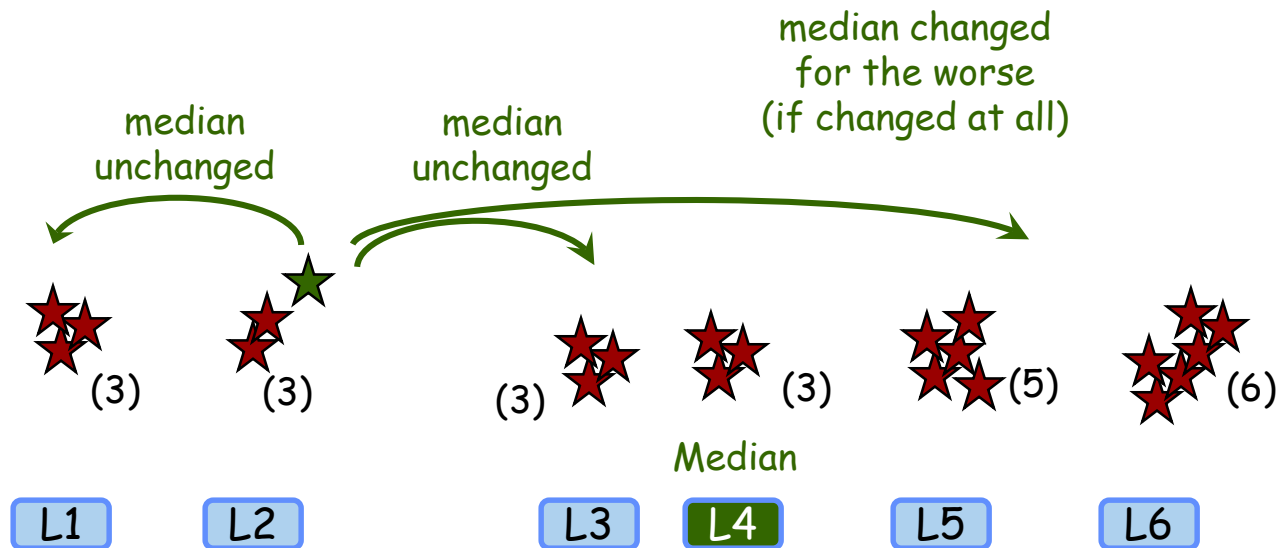 median changed
for the worse
(if changed at all)
median
unchanged
median
unchanged
(3)
(3)
(3)
(3)
(5)
(6)
Median
L1
L2
L3
L4
L5
L6